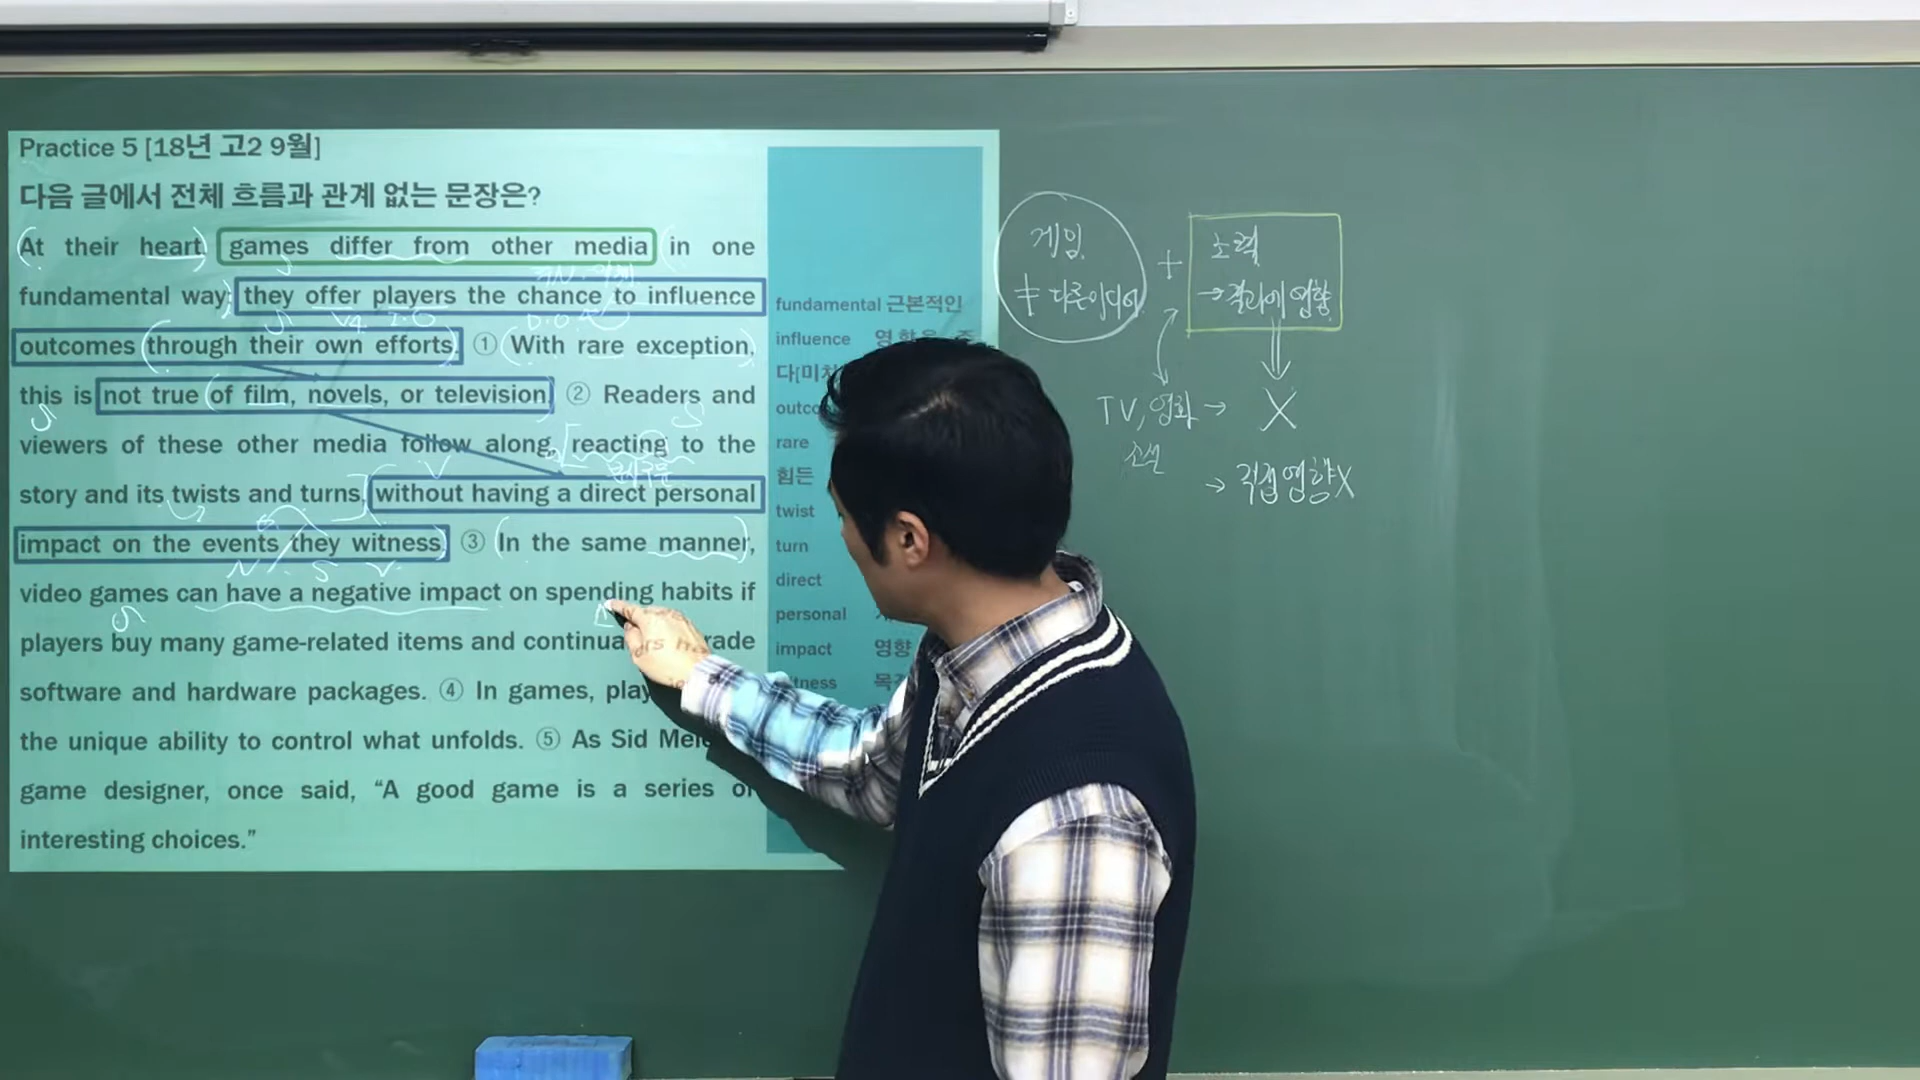 Practice 5 [18년 고2 9월]
다음 글에서 전체 흐름과 관계 없는 문장은?
At their heart, games differ from other media in one
fundamental way: they offer players the chance to influence
outcomes through their own efforts. ① With rare exception,
this is not true of film, novels, or television. ② Readers and
viewers of these other media follow along, reacting to the
story and its twists and turns, without having a direct personal
impact on the events they witness. ③ In the same manner,
video games can have a negative impact on spending habits if
players buy many game-related items and
software and hardware packages. ④ In games,
the unique ability to control what unfolds. ⑤ As Sid
game designer, once said, “A good game is a series
interesting choices.”
fundamental 근본적인
influence
outco
rare
힘든
twist
turn
direct
personal
impact 영향
게임
≠ 다른미디어
+
노력
→ 결과에 영향
TV, 영화 → X
소설
→ 직접영향X
S
V4 I.O
D.O
S
S
V
N S V
S